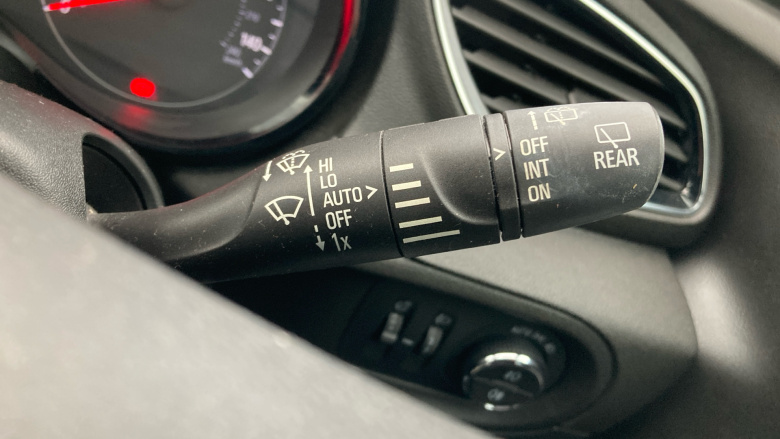 140
HI
LO
AUTO >
OFF
1x
>
OFF
INT
ON
REAR